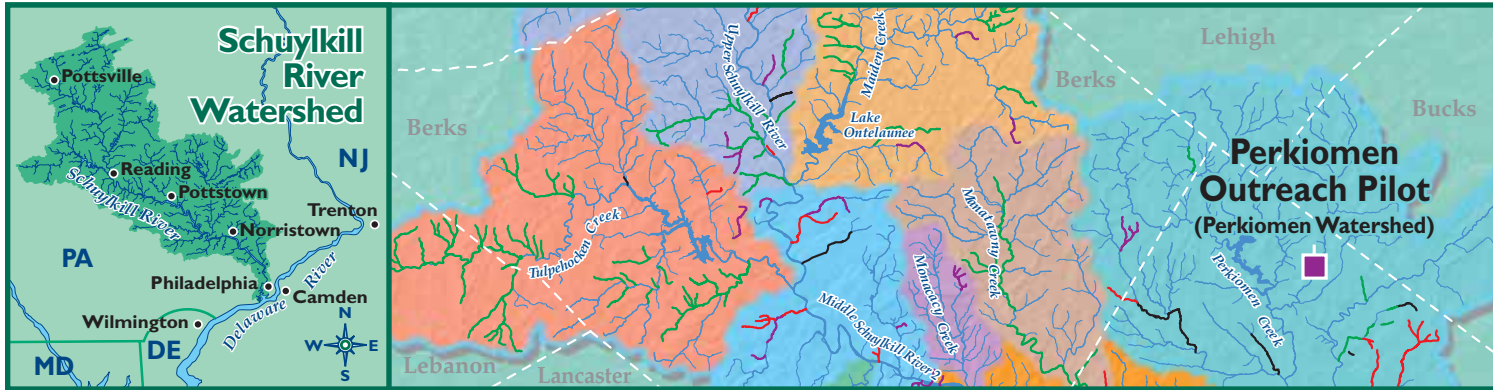 Schuylkill
River
Watershed
Pottsville
Reading
Pottstown
Schuylkill River
Norristown
NJ
Trenton
PA
Philadelphia
Camden
Wilmington
Delaware River
DE
MD
N
W E
S
Berks
Lebanon
Lancaster
Tulpehocken Creek
Upper Schuylkill River
Maiden Creek
Lake
Ontelaunee
Middle Schuylkill River2
Monacacy Creek
Manatawny Creek
Berks
Lehigh
Bucks
Perkiomen
Outreach Pilot
(Perkiomen Watershed)
Perkiomen Creek